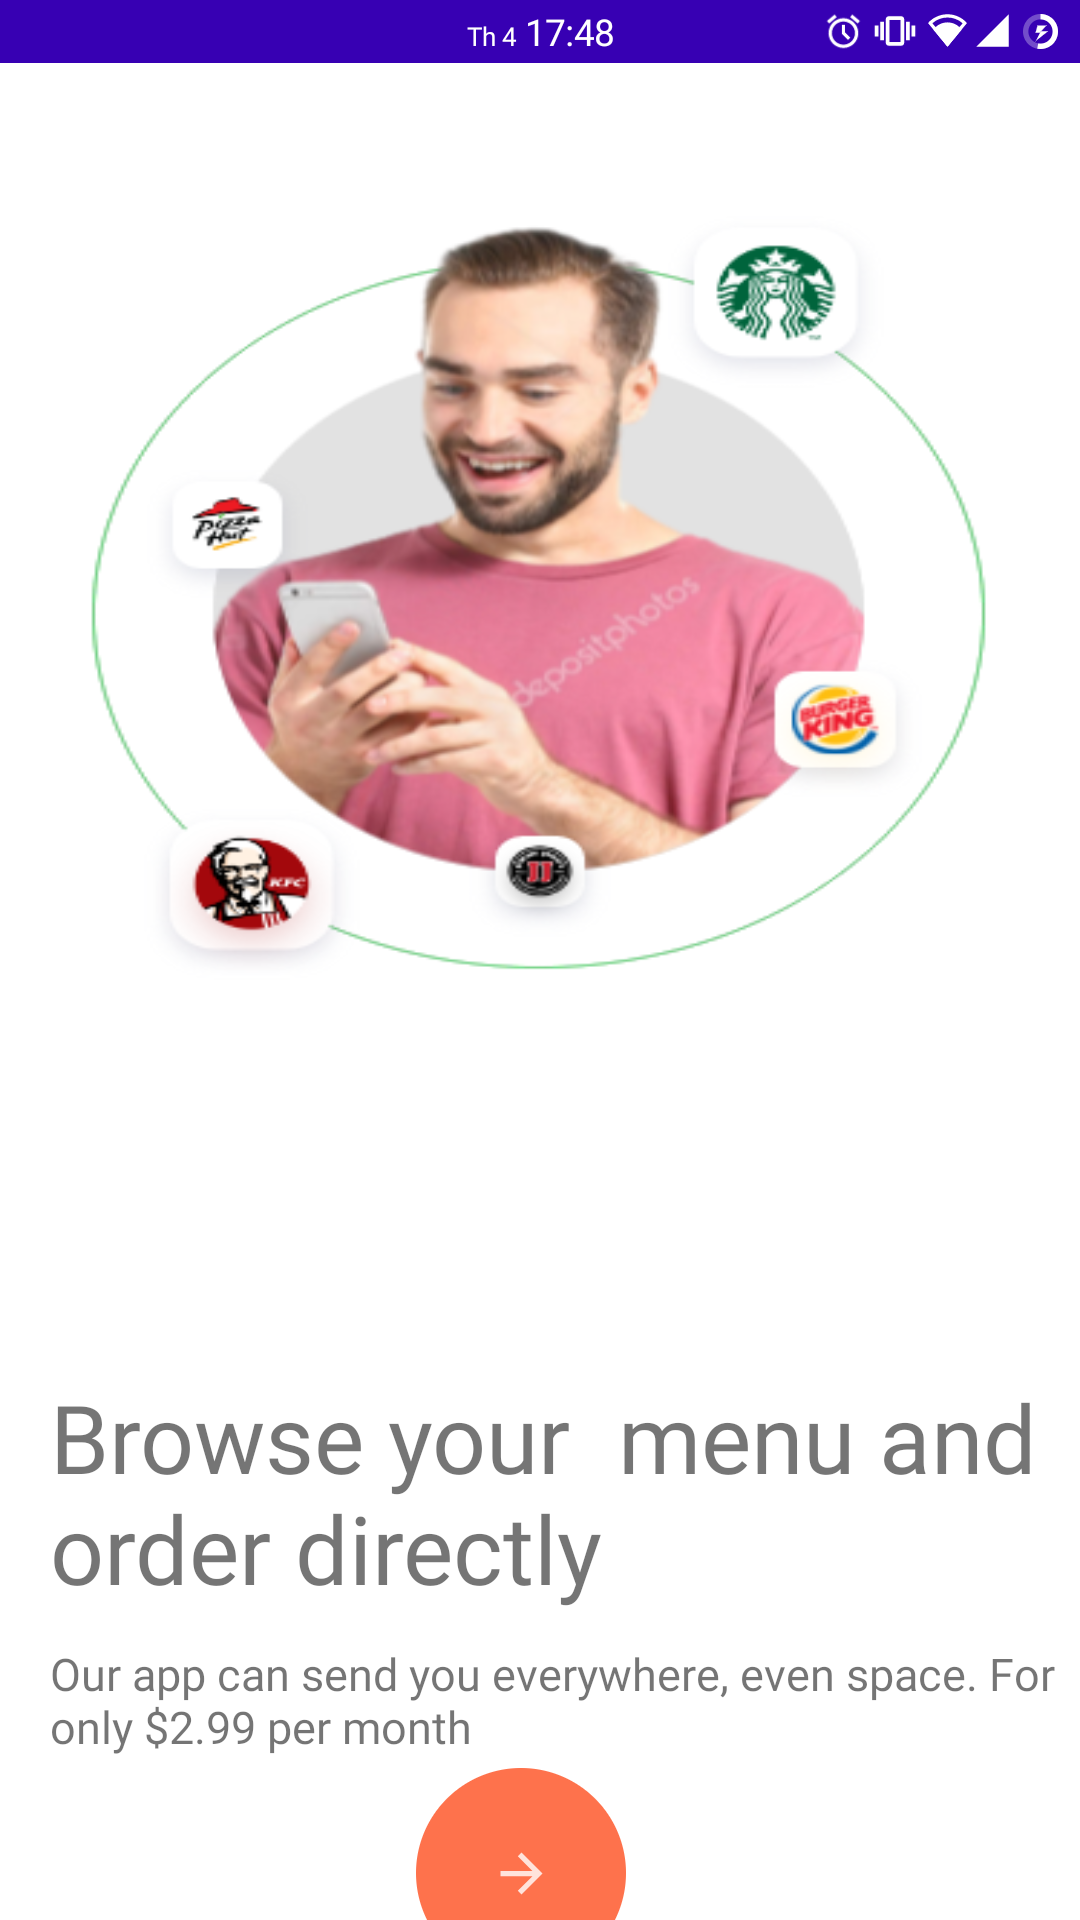 Th 4 17:48
Pizza
Hut
depositphotos
BURGER
KING
KFC
JJ
Browse your  menu and
order directly
Our app can send you everywhere, even space. For
only $2.99 per month